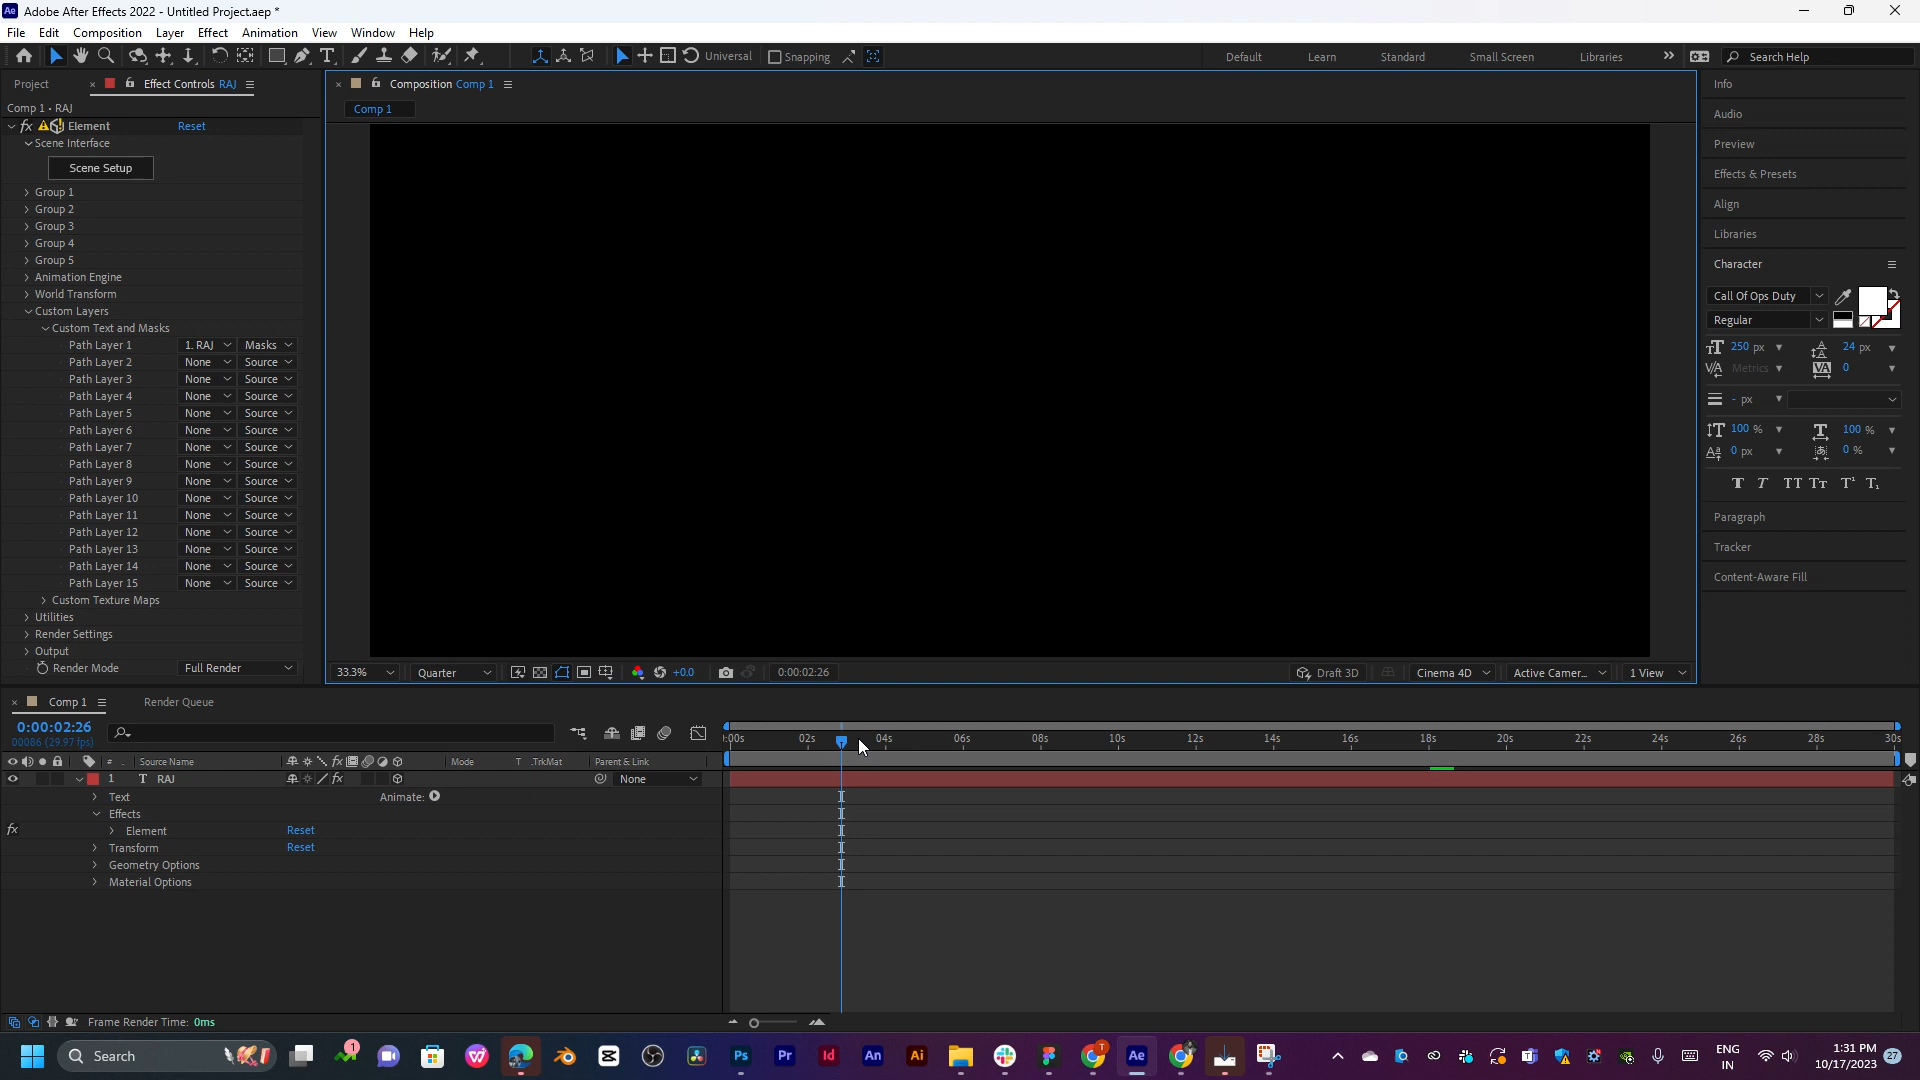 Adobe After Effects 2022 - Untitled Project.aep *
File Edit Composition Layer Effect Animation View Window Help
Universal Snapping Default Learn Standard Small Screen Libraries Search Help
Project Effect Controls RAJ
Comp 1 • RAJ
Element Reset
Scene Interface
Scene Setup
Group 1
Group 2
Group 3
Group 4
Group 5
Animation Engine
World Transform
Custom Layers
Custom Text and Masks
Path Layer 1 1. RAJ Masks
Path Layer 2 None Source
Path Layer 3 None Source
Path Layer 4 None Source
Path Layer 5 None Source
Path Layer 6 None Source
Path Layer 7 None Source
Path Layer 8 None Source
Path Layer 9 None Source
Path Layer 10 None Source
Path Layer 11 None Source
Path Layer 12 None Source
Path Layer 13 None Source
Path Layer 14 None Source
Path Layer 15 None Source
Custom Texture Maps
Utilities
Render Settings
Output
Render Mode Full Render
Composition Comp 1
Comp 1
33.3% Quarter +0.0 0:00:02:26 Draft 3D Cinema 4D Active Camer... 1 View
Info
Audio
Preview
Effects & Presets
Align
Libraries
Character
Call Of Ops Duty
Regular
250 px 24 px
Metrics 0
- px
100 % 100 %
0 px 0 %
Paragraph
Tracker
Content-Aware Fill
Comp 1 Render Queue
0:00:02:26
00086 (29.97 fps)
:00s 02s 04s 06s 08s 10s 12s 14s 16s 18s 20s 22s 24s 26s 28s 30s
# Source Name Mode T .TrkMat Parent & Link
1 T RAJ None
Text Animate:
Effects
Element Reset
Transform Reset
Geometry Options
Material Options
Frame Render Time: 0ms
Search
1
Ps Pr Id An Ai Ae
ENG
IN
1:31 PM
10/17/2023
27